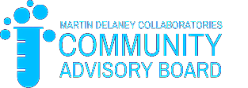 MARTIN DELANEY COLLABORATORIES
COMMUNITY
ADVISORY BOARD